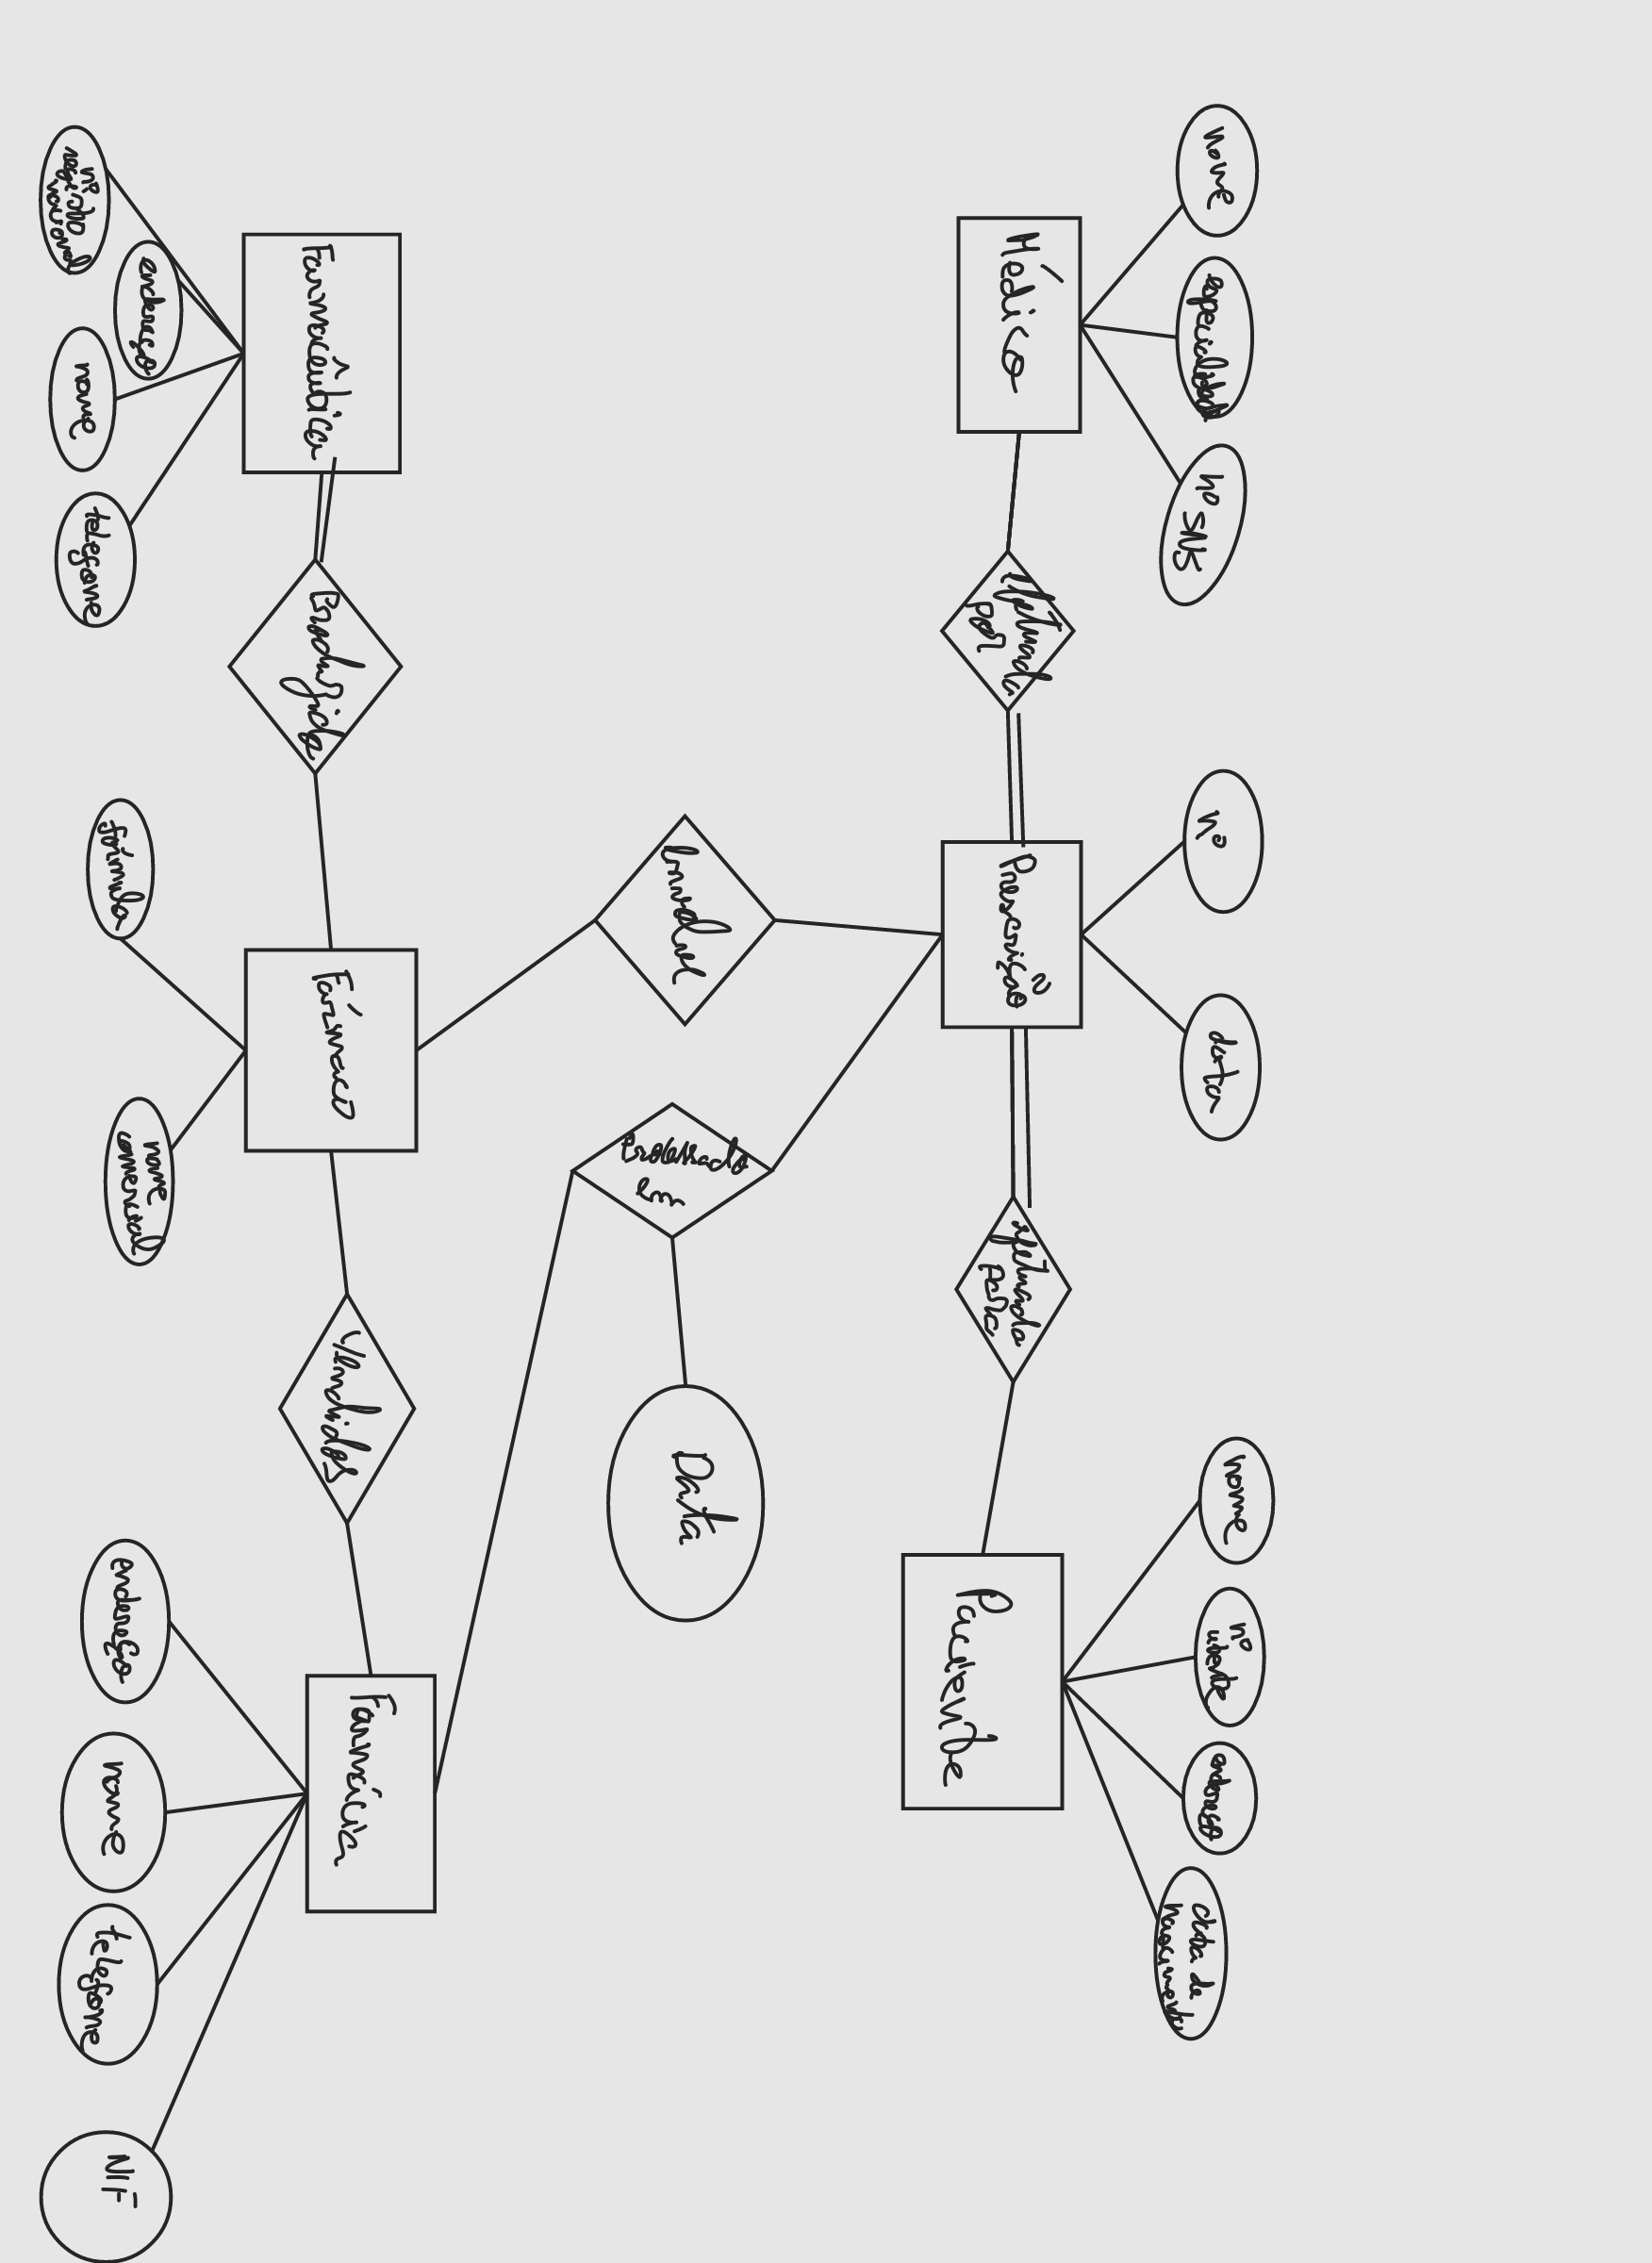 nome
especialidade
nº SNS
nº
data
nome
nº
utente
endereço
data de
nascimento
Médico
efetuada
por
Prescrição
efetuada
para
Paciente
Processada
em
Data
Farmacêutica
Produzido
Fármaco
Vendidos
Farmácia
nº
registo
nacional
endereço
nome
telefone
fórmula
nome
comercial
endereço
nome
telefone
NIF